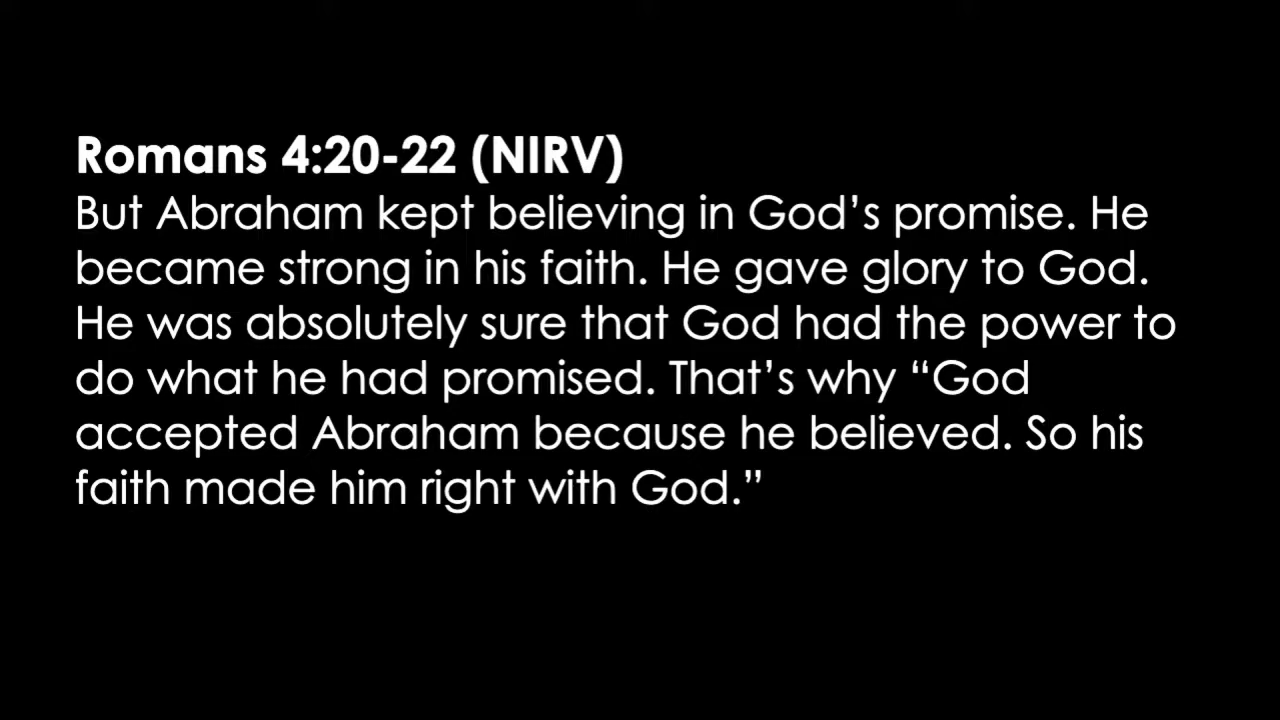 Romans 4:20-22 (NIRV)
But Abraham kept believing in God’s promise. He
became strong in his faith. He gave glory to God.
He was absolutely sure that God had the power to
do what he had promised. That’s why “God
accepted Abraham because he believed. So his
faith made him right with God.”